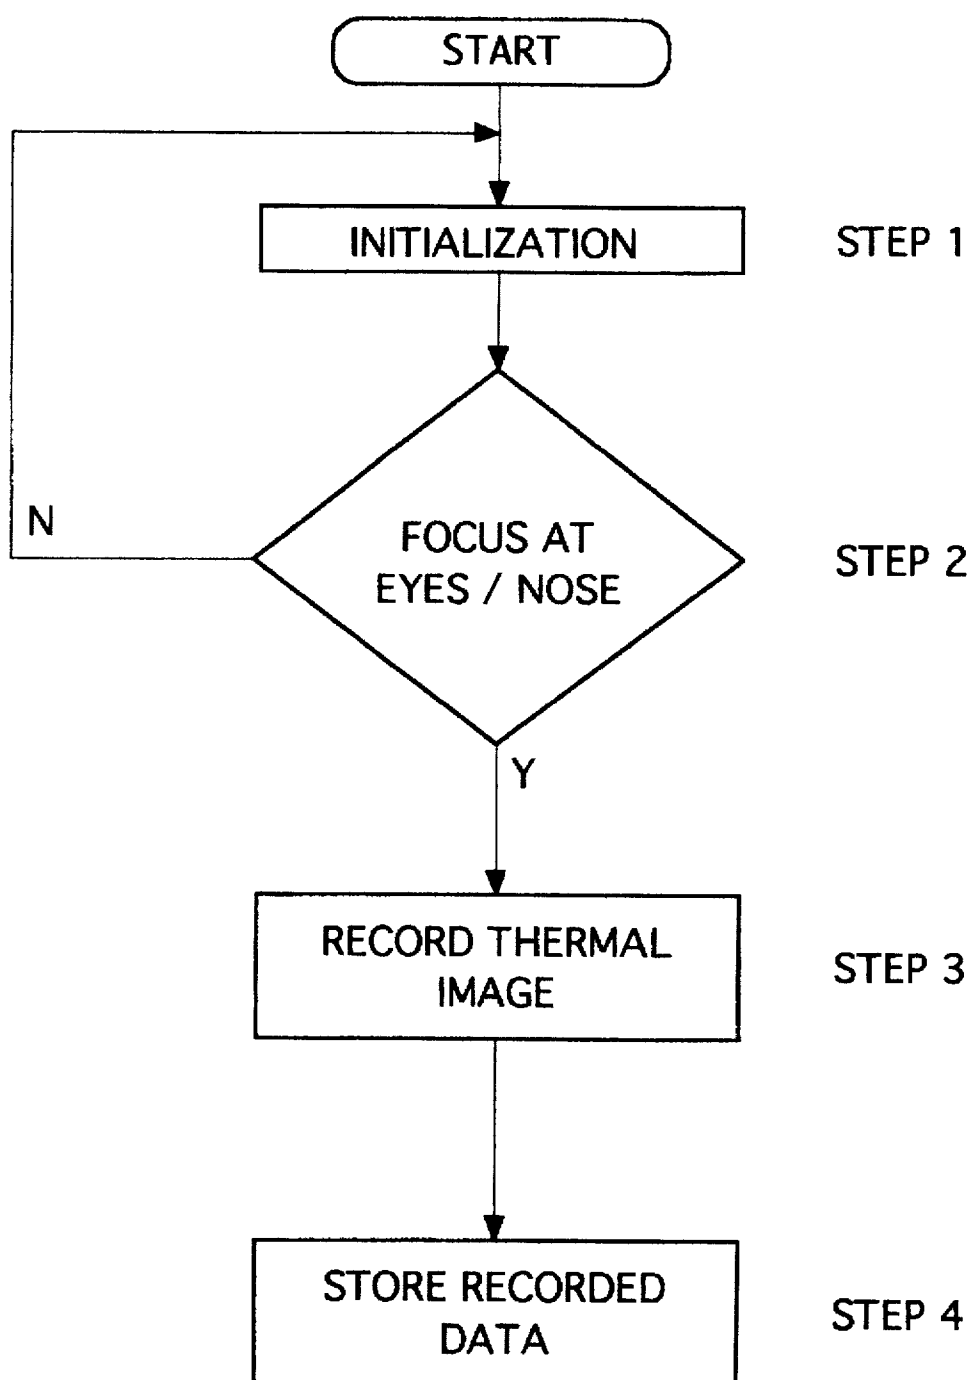 START
INITIALIZATION
STEP 1
N
FOCUS AT
EYES / NOSE
STEP 2
Y
RECORD THERMAL
IMAGE
STEP 3
STORE RECORDED
DATA
STEP 4